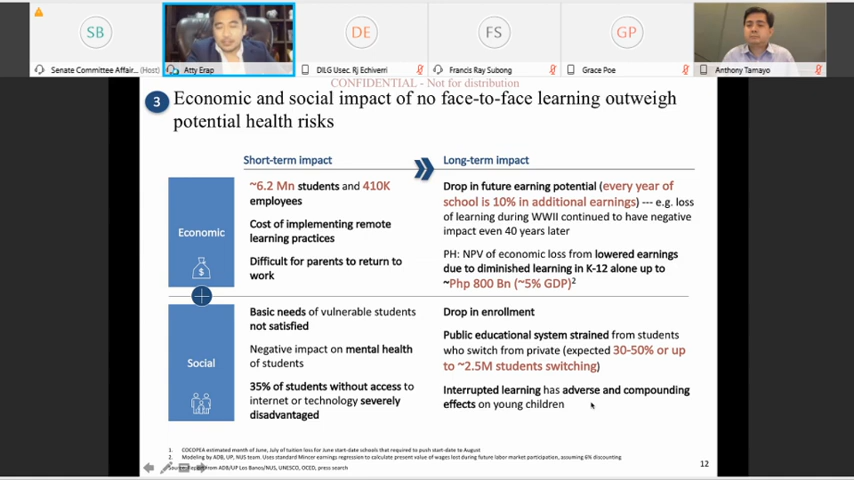 SB
DE
FS
GP
Senate Committee Affair... (Host)
Atty Erap
DILG Usec. Rj Echiverri
Francis Ray Subong
Grace Poe
Anthony Tamayo
CONFIDENTIAL - Not for distribution
3
Economic and social impact of no face-to-face learning outweigh
potential health risks
Short-term impact
Long-term impact
Economic
~6.2 Mn students and 410K
employees
Cost of implementing remote
learning practices
Difficult for parents to return to
work
Drop in future earning potential (every year of
school is 10% in additional earnings) --- e.g. loss
of learning during WWII continued to have negative
impact even 40 years later
PH: NPV of economic loss from lowered earnings
due to diminished learning in K-12 alone up to
~Php 800 Bn (~5% GDP)2
Social
Basic needs of vulnerable students
not satisfied
Negative impact on mental health
of students
35% of students without access to
internet or technology severely
disadvantaged
Drop in enrollment
Public educational system strained from students
who switch from private (expected 30-50% or up
to ~2.5M students switching)
Interrupted learning has adverse and compounding
effects on young children
1. COCOPEA estimated month of June, July of tuition loss for June-start schools that required to push start-date to August
2. Modeling by ADB, UP, NUS team. Uses standard Mincer earnings regression to calculate present value of wages lost during future labor market participation, assuming 6% discounting
from ADB/UP Los Banos/NUS, UNESCO, OCED, press search
12